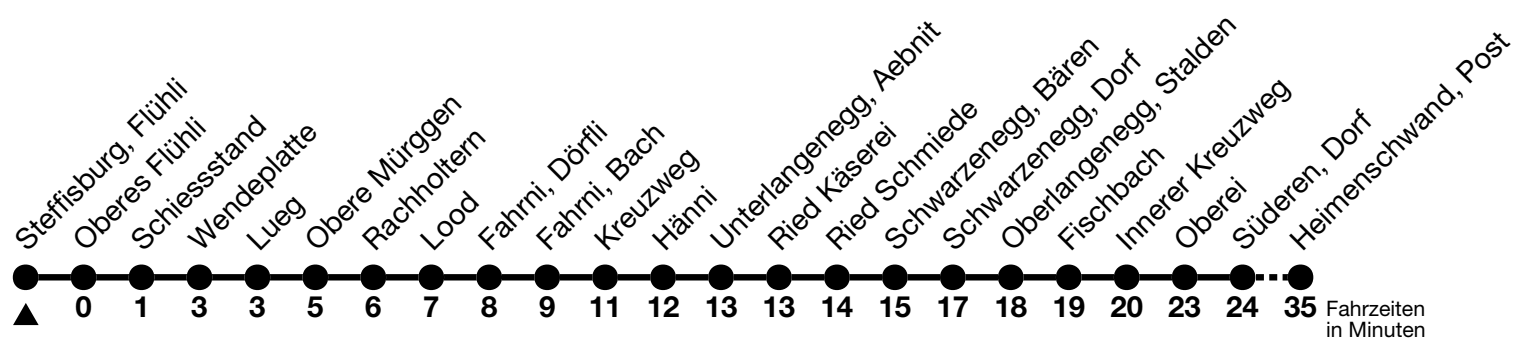 Steffisburg, Flühli
Oberes Flühli
Schiessstand
Wendeplatte
Lueg
Obere Mürggen
Rachholtern
Lood
Fahrni, Dörfli
Fahrni, Bach
Kreuzweg
Hänni
Unterlangenegg, Aebnit
Ried Käserei
Ried Schmiede
Schwarzenegg, Bären
Schwarzenegg, Dorf
Oberlangenegg, Stalden
Fischbach
Innerer Kreuzweg
Oberei
Süderen, Dorf
Heimenschwand, Post
0 1 3 3 5 6 7 8 9 11 12 13 13 14 15 17 18 19 20 23 24 35
Fahrzeiten
in Minuten